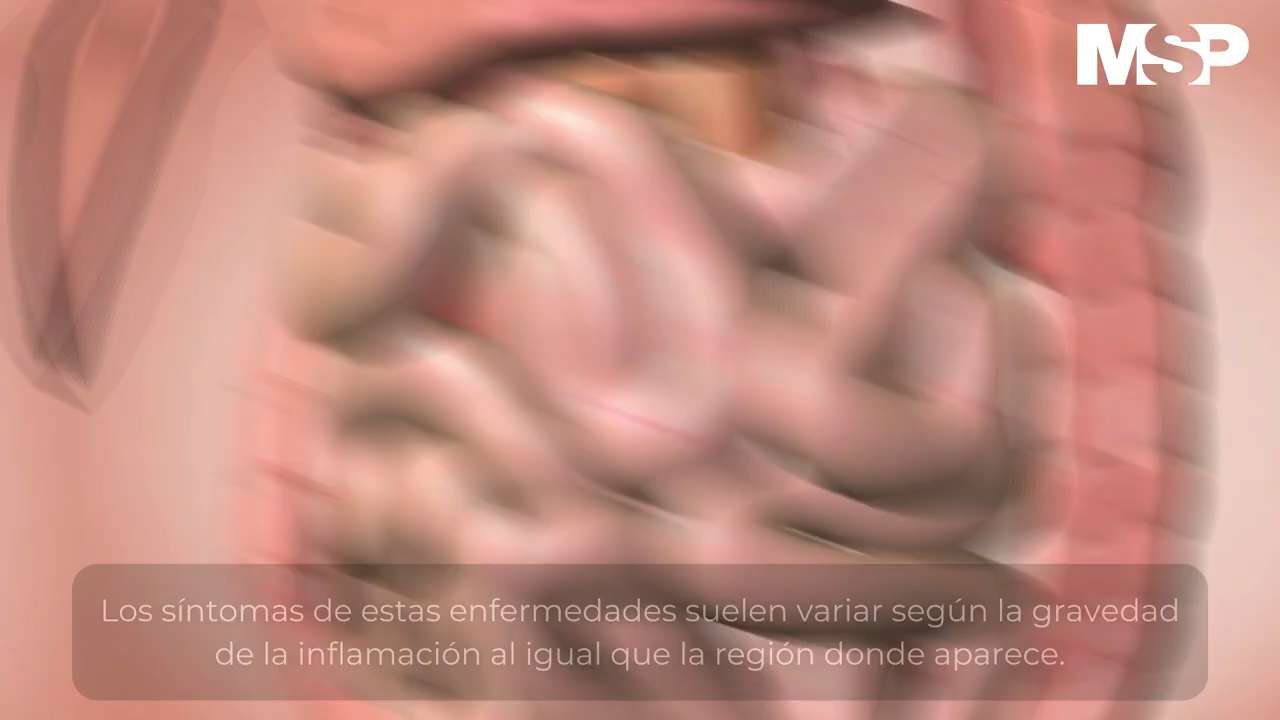 MSP
Los síntomas de estas enfermedades suelen variar según la gravedad
de la inflamación al igual que la región donde aparece.